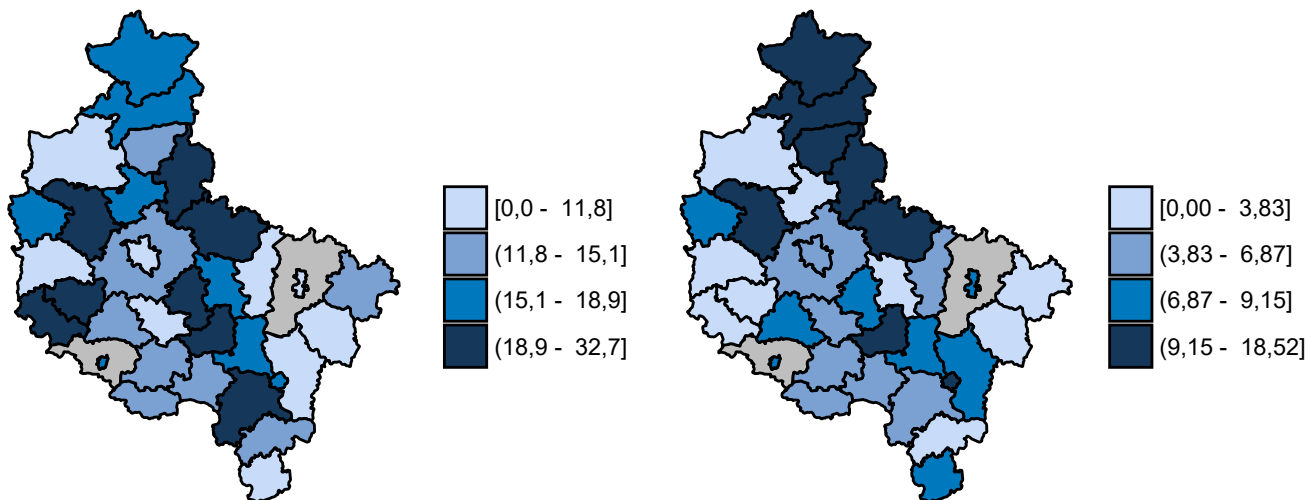 [0,0 - 11,8]
(11,8 - 15,1]
(15,1 - 18,9]
(18,9 - 32,7]
[0,00 - 3,83]
(3,83 - 6,87]
(6,87 - 9,15]
(9,15 - 18,52]